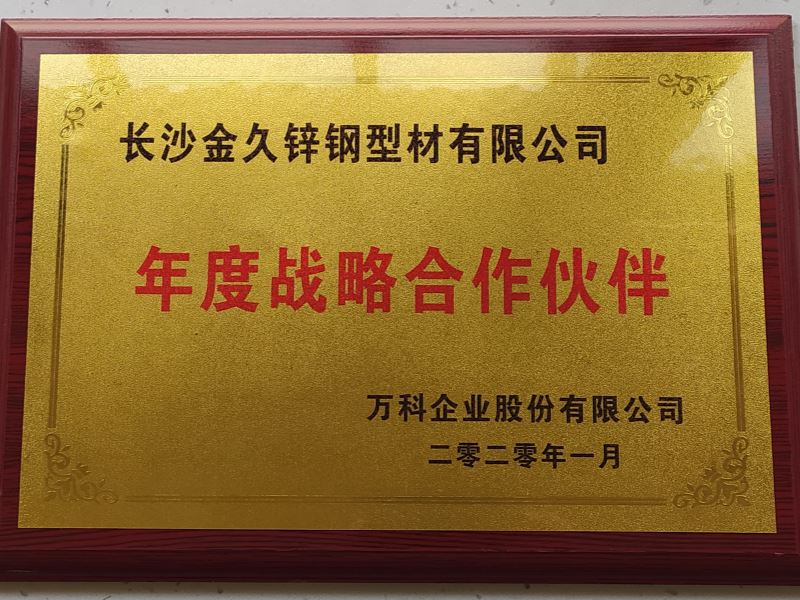 长沙金久锌钢型材有限公司
年度战略合作伙伴
万科企业股份有限公司
二零二零年一月